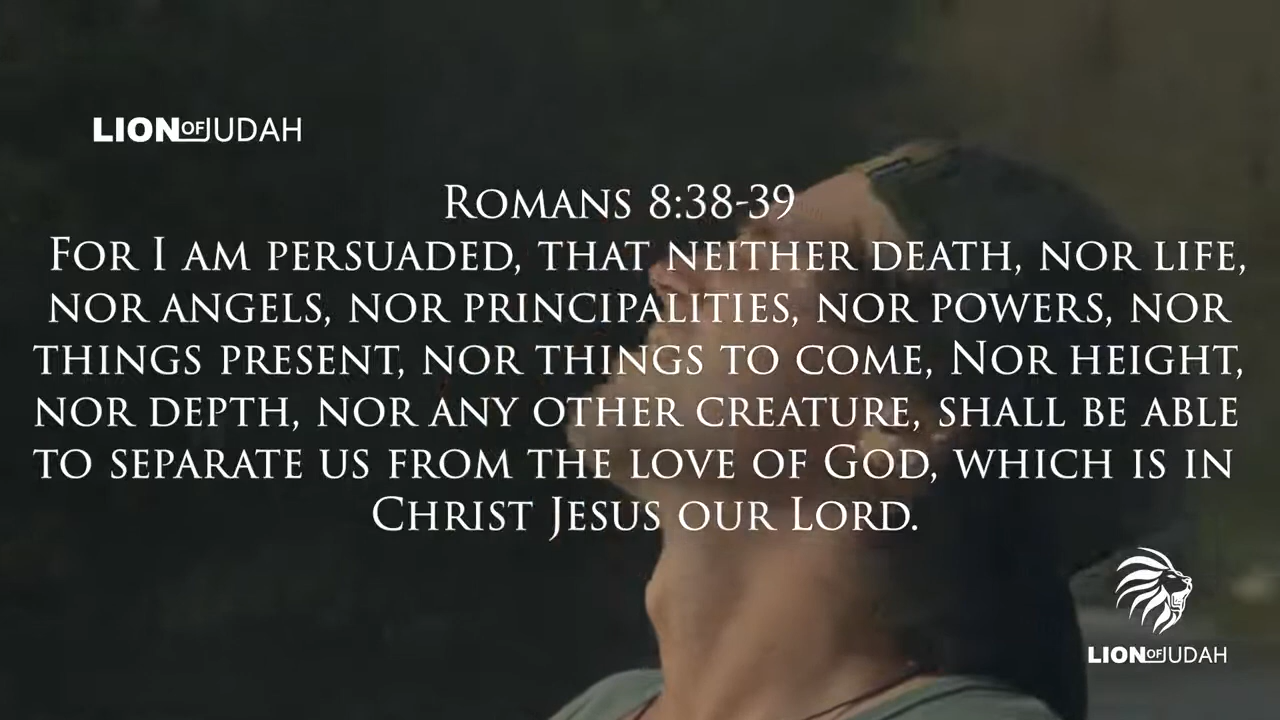 LION OF JUDAH
Romans 8:38-39
For I am persuaded, that neither death, nor life,
nor angels, nor principalities, nor powers, nor
things present, nor things to come, Nor height,
nor depth, nor any other creature, shall be able
to separate us from the love of God, which is in
Christ Jesus our Lord.
LION OF JUDAH